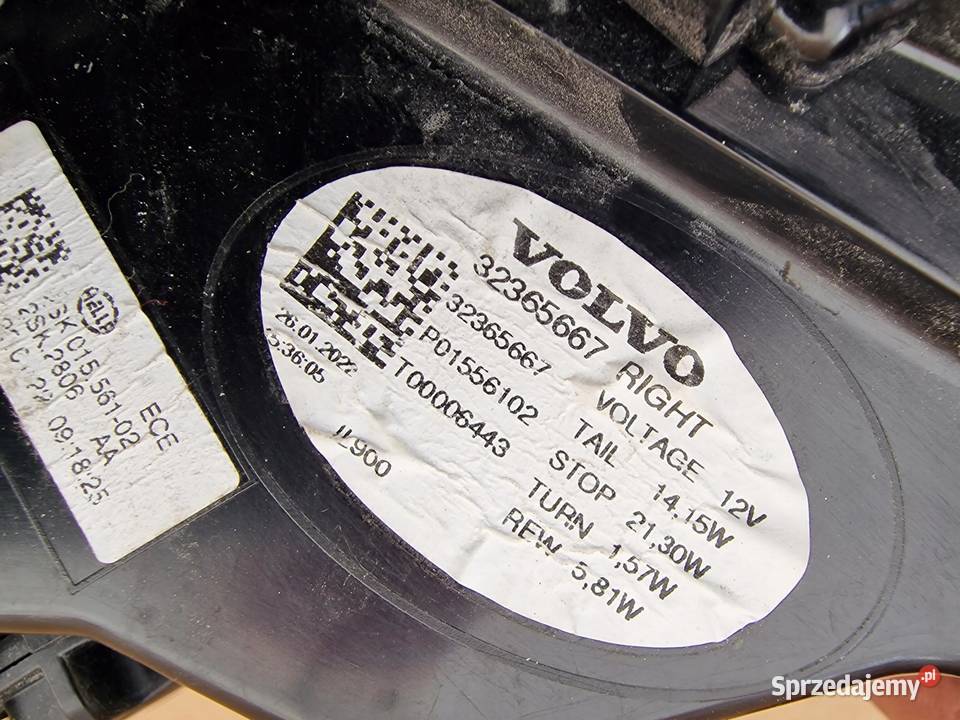 VOLVO
32365667 RIGHT
32365667 VOLTAGE 12V
P01556102 TAIL 14,15W
T00006443 STOP 21,30W
TURN 1,57W
REW 5,81W
26.01.2022
5:36:05
JL900
Hella
ECE
015 561-02
2SK 2806 AA
09:18:25
Sprzedajemy.pl